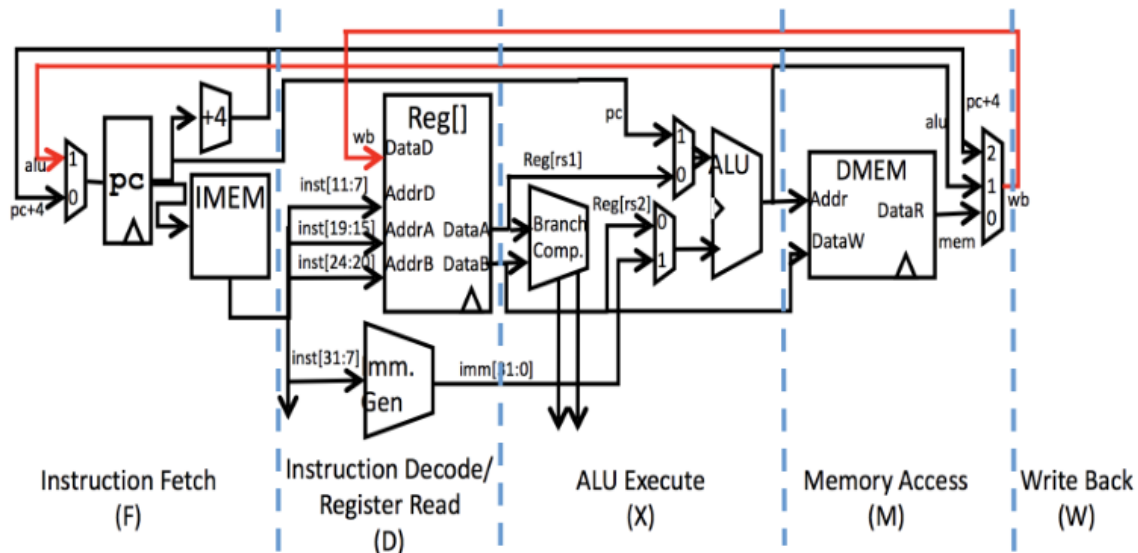 alu
pc+4
1
0
pc
+4
IMEM
wb
Reg[]
DataD
inst[11:7]
AddrD
inst[19:15]
AddrA
DataA
inst[24:20]
AddrB
DataB
inst[31:7]
mm.
Gen
imm[31:0]
Reg[rs1]
Branch
Comp.
pc
1
0
Reg[rs2]
0
1
ALU
DMEM
Addr
DataR
DataW
pc+4
alu
mem
2
1
0
wb
Instruction Fetch
(F)
Instruction Decode/
Register Read
(D)
ALU Execute
(X)
Memory Access
(M)
Write Back
(W)